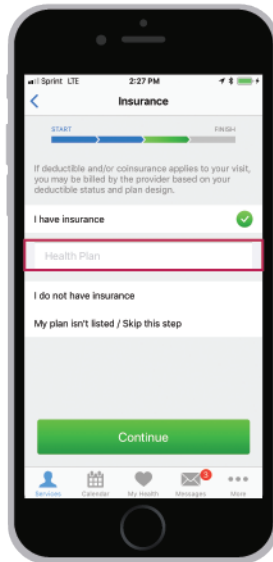 Sprint LTE 2:27 PM
Insurance
START FINISH
If deductible and/or coinsurance applies to your visit,
you may be billed by the provider based on your
deductible status and plan design.
I have insurance
Health Plan
I do not have insurance
My plan isn't listed / Skip this step
Continue
3
Services Calendar My Health Messages More